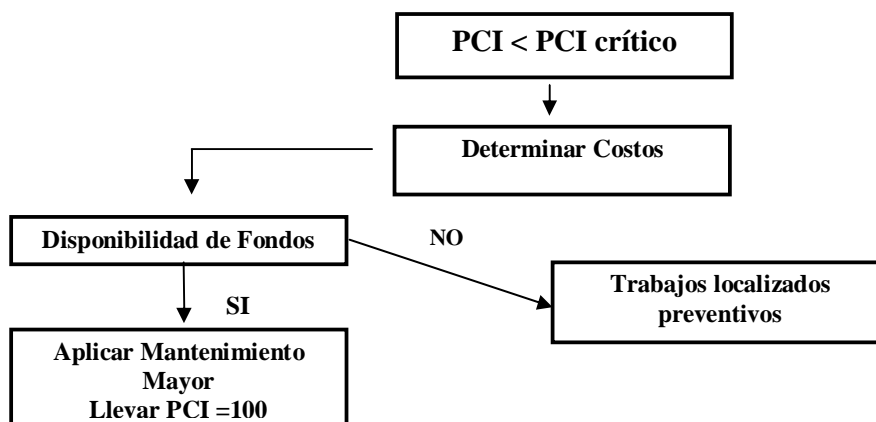 PCI < PCI crítico
Determinar Costos
Disponibilidad de Fondos
NO
Trabajos localizados
preventivos
SI
Aplicar Mantenimiento
Mayor
Llevar PCI =100